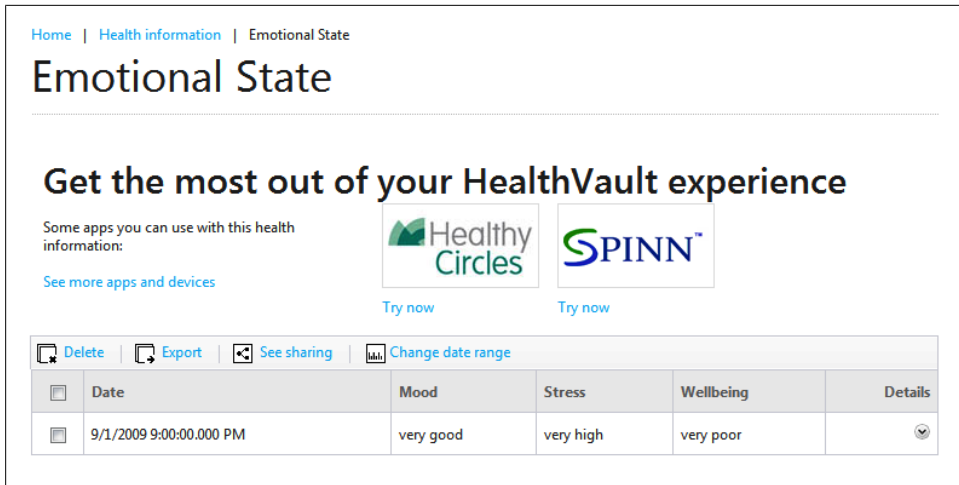 Home | Health information | Emotional State
Emotional State
Get the most out of your HealthVault experience
Some apps you can use with this health
information:
See more apps and devices
Healthy
Circles
Try now
SPINN™
Try now
Delete | Export | See sharing | Change date range
Date Mood Stress Wellbeing Details
9/1/2009 9:00:00.000 PM very good very high very poor